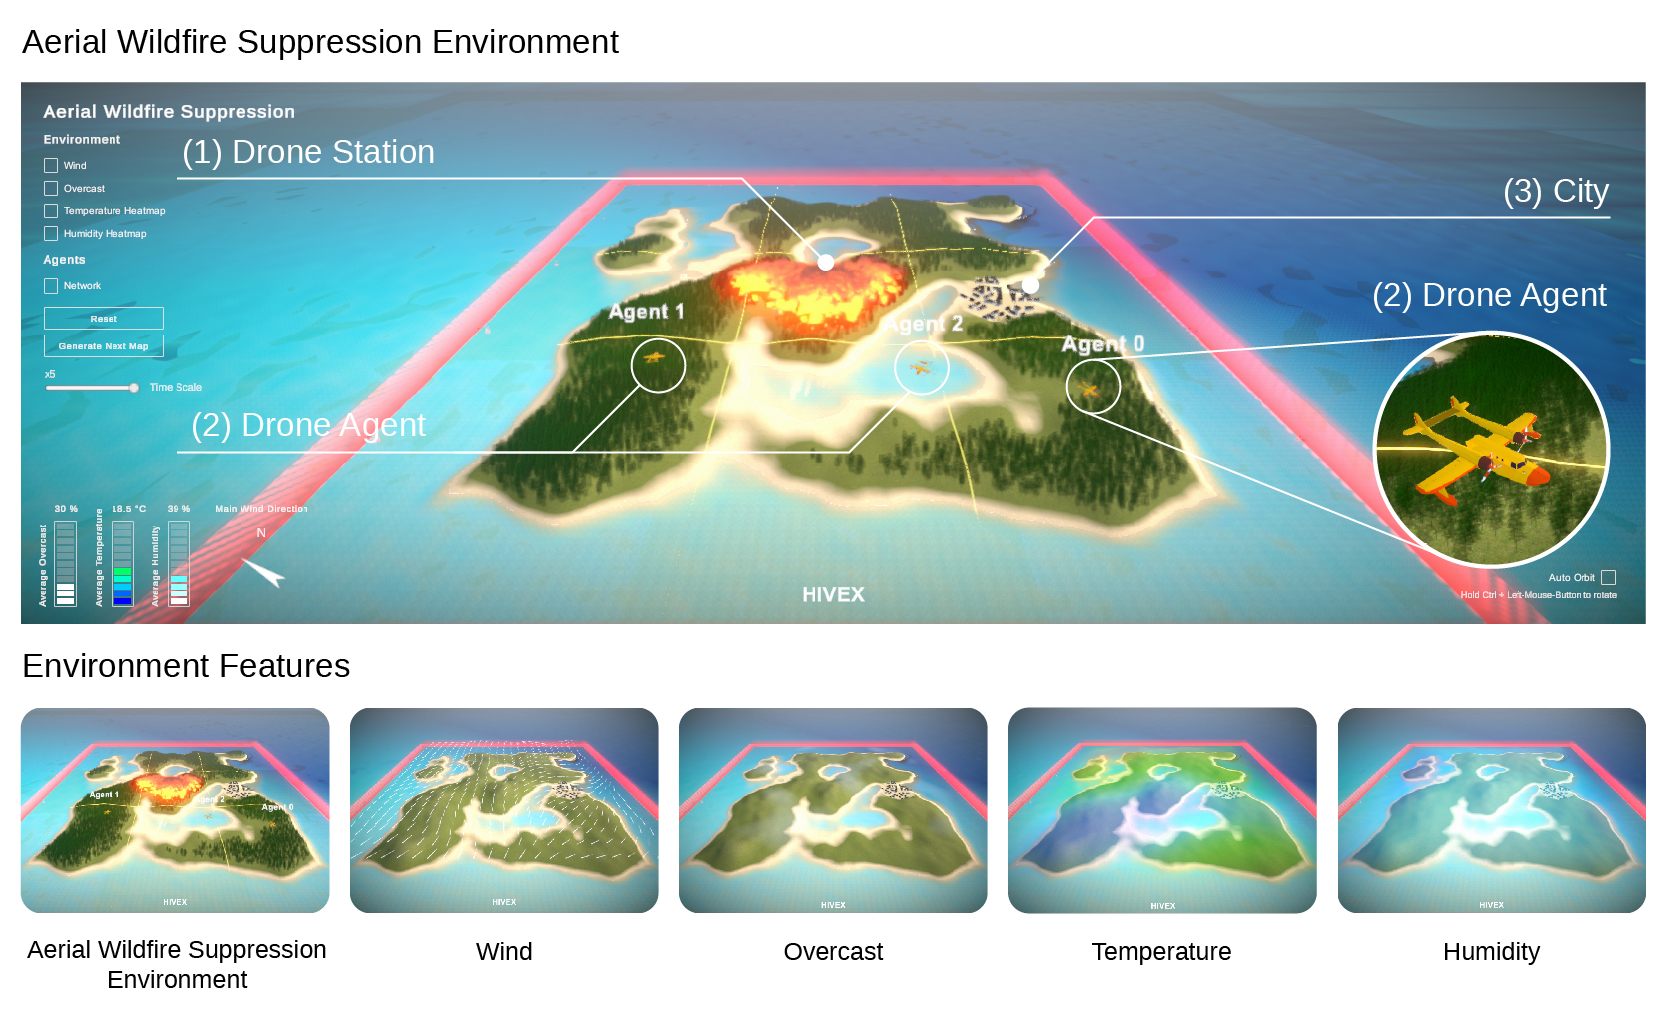 Aerial Wildfire Suppression Environment
Aerial Wildfire Suppression
Environment
Wind
Overcast
Temperature Heatmap
Humidity Heatmap
Agents
Network
Reset
Generate Next Map
x5
Time Scale
(1) Drone Station
(3) City
(2) Drone Agent
Agent 1
Agent 2
Agent 0
(2) Drone Agent
30 %
18.5 °C
39 %
Main Wind Direction
N
Average Overcast
Average Temperature
Average Humidity
HIVEX
Auto Orbit
Hold Ctrl + Left-Mouse-Button to rotate
Environment Features
Agent 1
Agent 2
Agent 0
HIVEX
HIVEX
HIVEX
HIVEX
HIVEX
Aerial Wildfire Suppression
Environment
Wind
Overcast
Temperature
Humidity